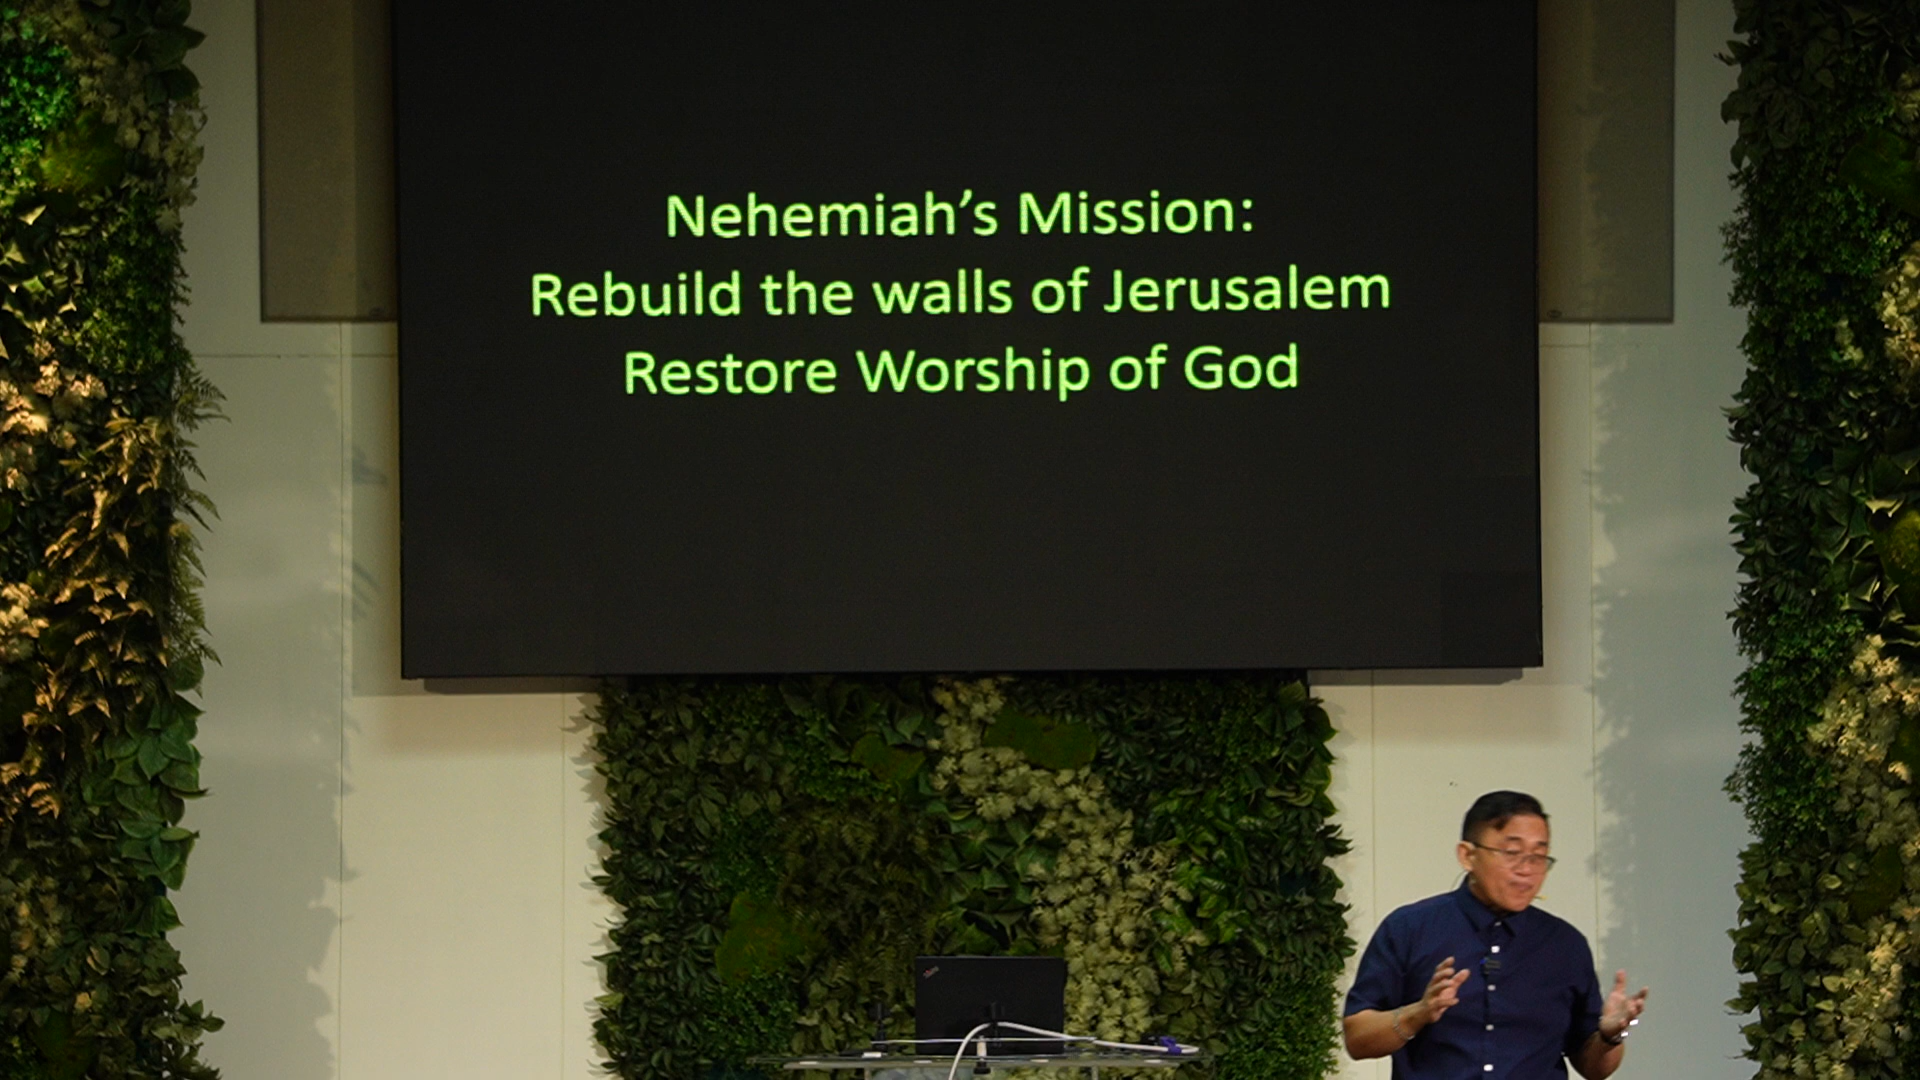 Nehemiah’s Mission:
Rebuild the walls of Jerusalem
Restore Worship of God